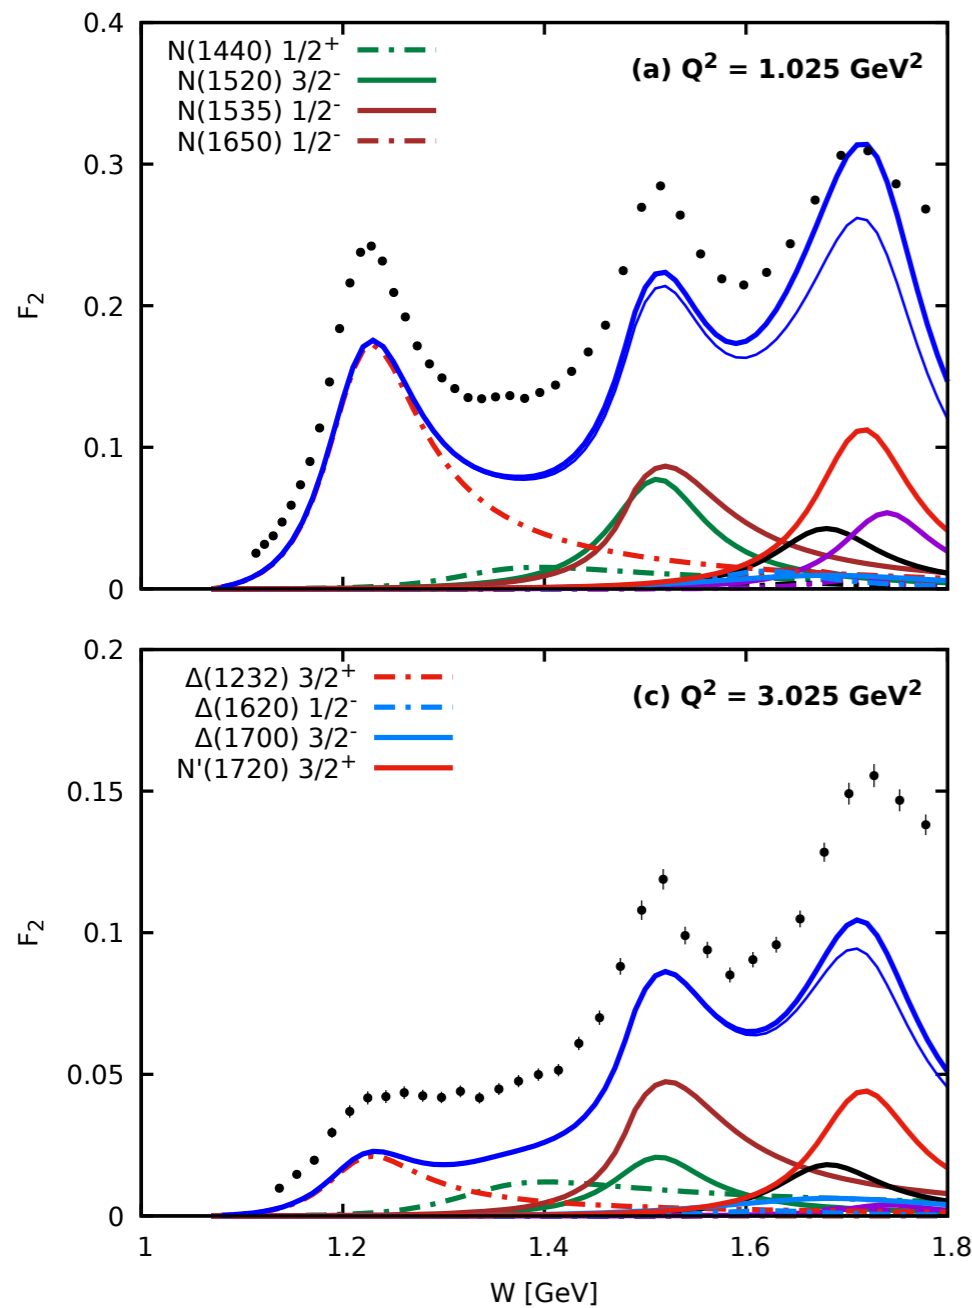 0.4
N(1440) 1/2⁺
(a) Q² = 1.025 GeV²
N(1520) 3/2⁻
N(1535) 1/2⁻
N(1650) 1/2⁻
0.3
F₂
0.2
0.1
0
0.2
Δ(1232) 3/2⁺
(c) Q² = 3.025 GeV²
Δ(1620) 1/2⁻
Δ(1700) 3/2⁻
N'(1720) 3/2⁺
0.15
F₂
0.1
0.05
0
1 1.2 1.4 1.6 1.8
W [GeV]